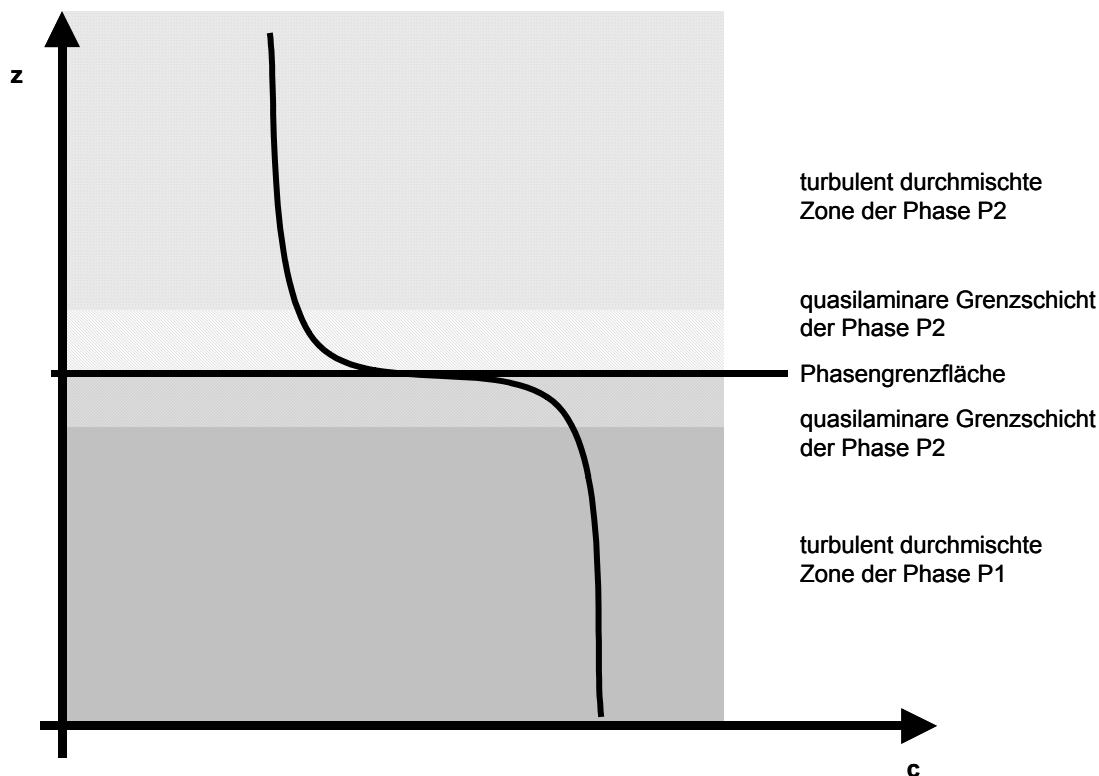 z
turbulent durchmischte
Zone der Phase P2
quasilaminare Grenzschicht
der Phase P2
Phasengrenzfläche
quasilaminare Grenzschicht
der Phase P2
turbulent durchmischte
Zone der Phase P1
c